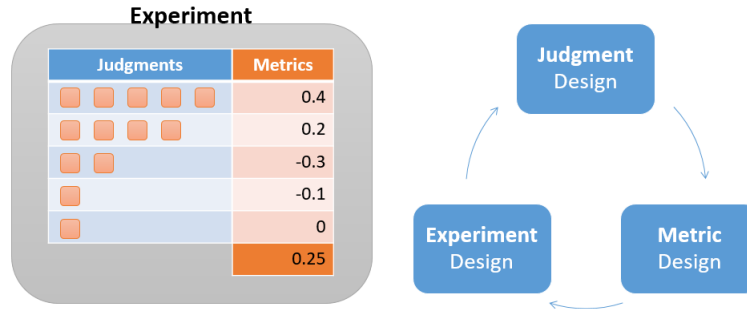 Experiment
Judgments Metrics
0.4
0.2
-0.3
-0.1
0
0.25
Judgment
Design
Experiment
Design
Metric
Design